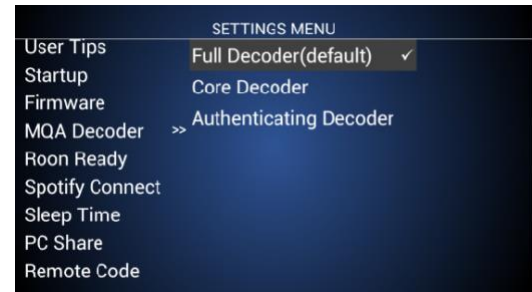 SETTINGS MENU
User Tips
Startup
Firmware
MQA Decoder >>
Roon Ready
Spotify Connect
Sleep Time
PC Share
Remote Code
Full Decoder(default) ✓
Core Decoder
Authenticating Decoder